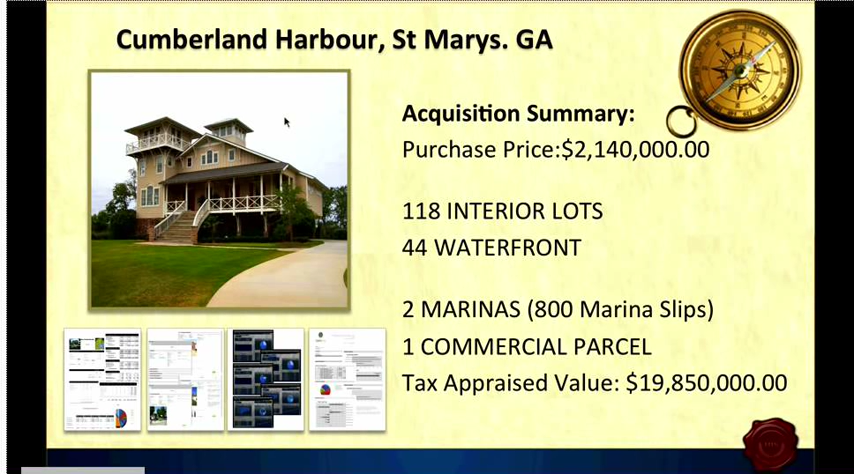 Cumberland Harbour, St Marys. GA
Acquisition Summary:
Purchase Price:$2,140,000.00
118 INTERIOR LOTS
44 WATERFRONT
2 MARINAS (800 Marina Slips)
1 COMMERCIAL PARCEL
Tax Appraised Value: $19,850,000.00